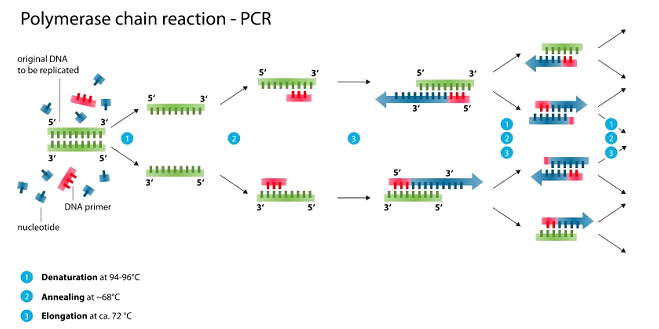 Polymerase chain reaction - PCR
original DNA
to be replicated
5′ 3′
3′ 5′
DNA primer
nucleotide
1
5′ 3′
3′ 5′
2
5′ 3′
3′ 5′
3
5′ 3′
3′ 5′
5′ 3′
3′ 5′
1
2
3
1
2
3
1 Denaturation at 94-96°C
2 Annealing at ~68°C
3 Elongation at ca. 72 °C